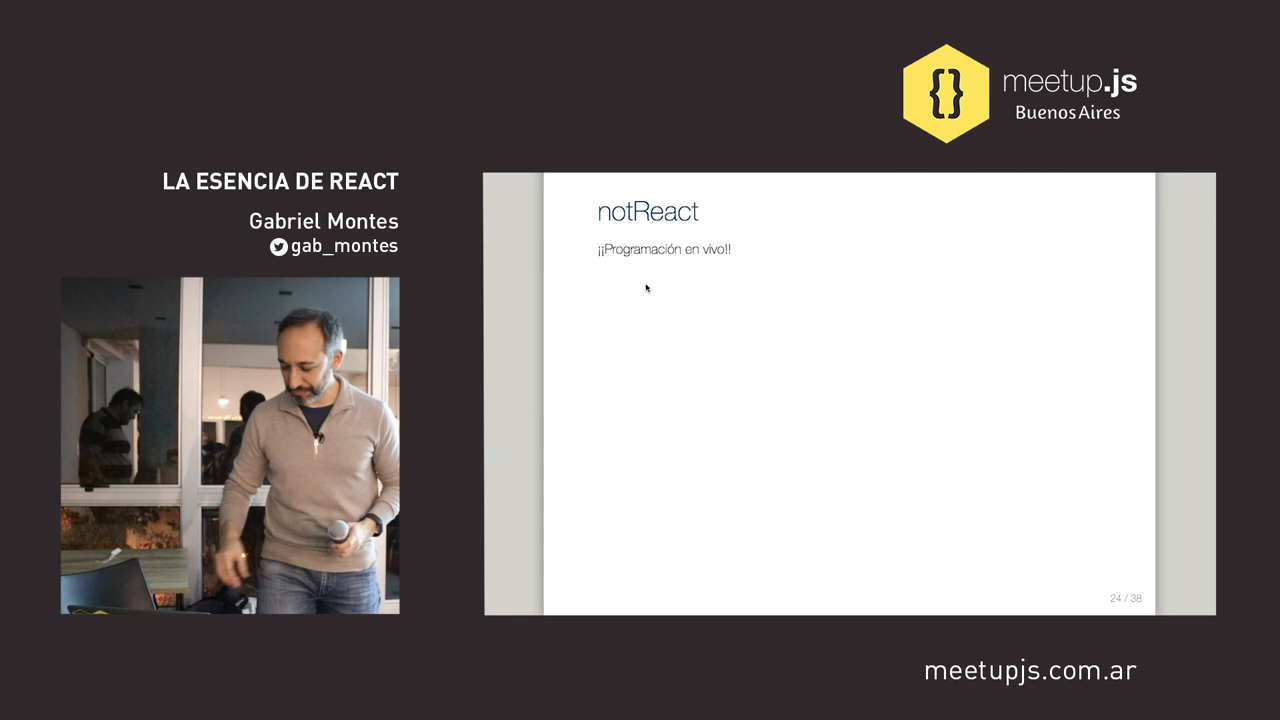 {}
meetup.js
Buenos Aires
LA ESENCIA DE REACT
Gabriel Montes
gab_montes
notReact
¡¡Programación en vivo!!
24 / 38
meetupjs.com.ar